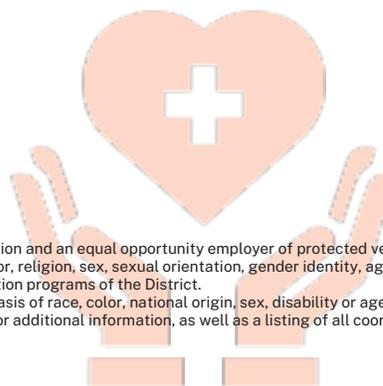 ion and an equal opportunity employer of protected ve
or, religion, sex, sexual orientation, gender identity, ag
tion programs of the District.
asis of race, color, national origin, sex, disability or age
or additional information, as well as a listing of all coor